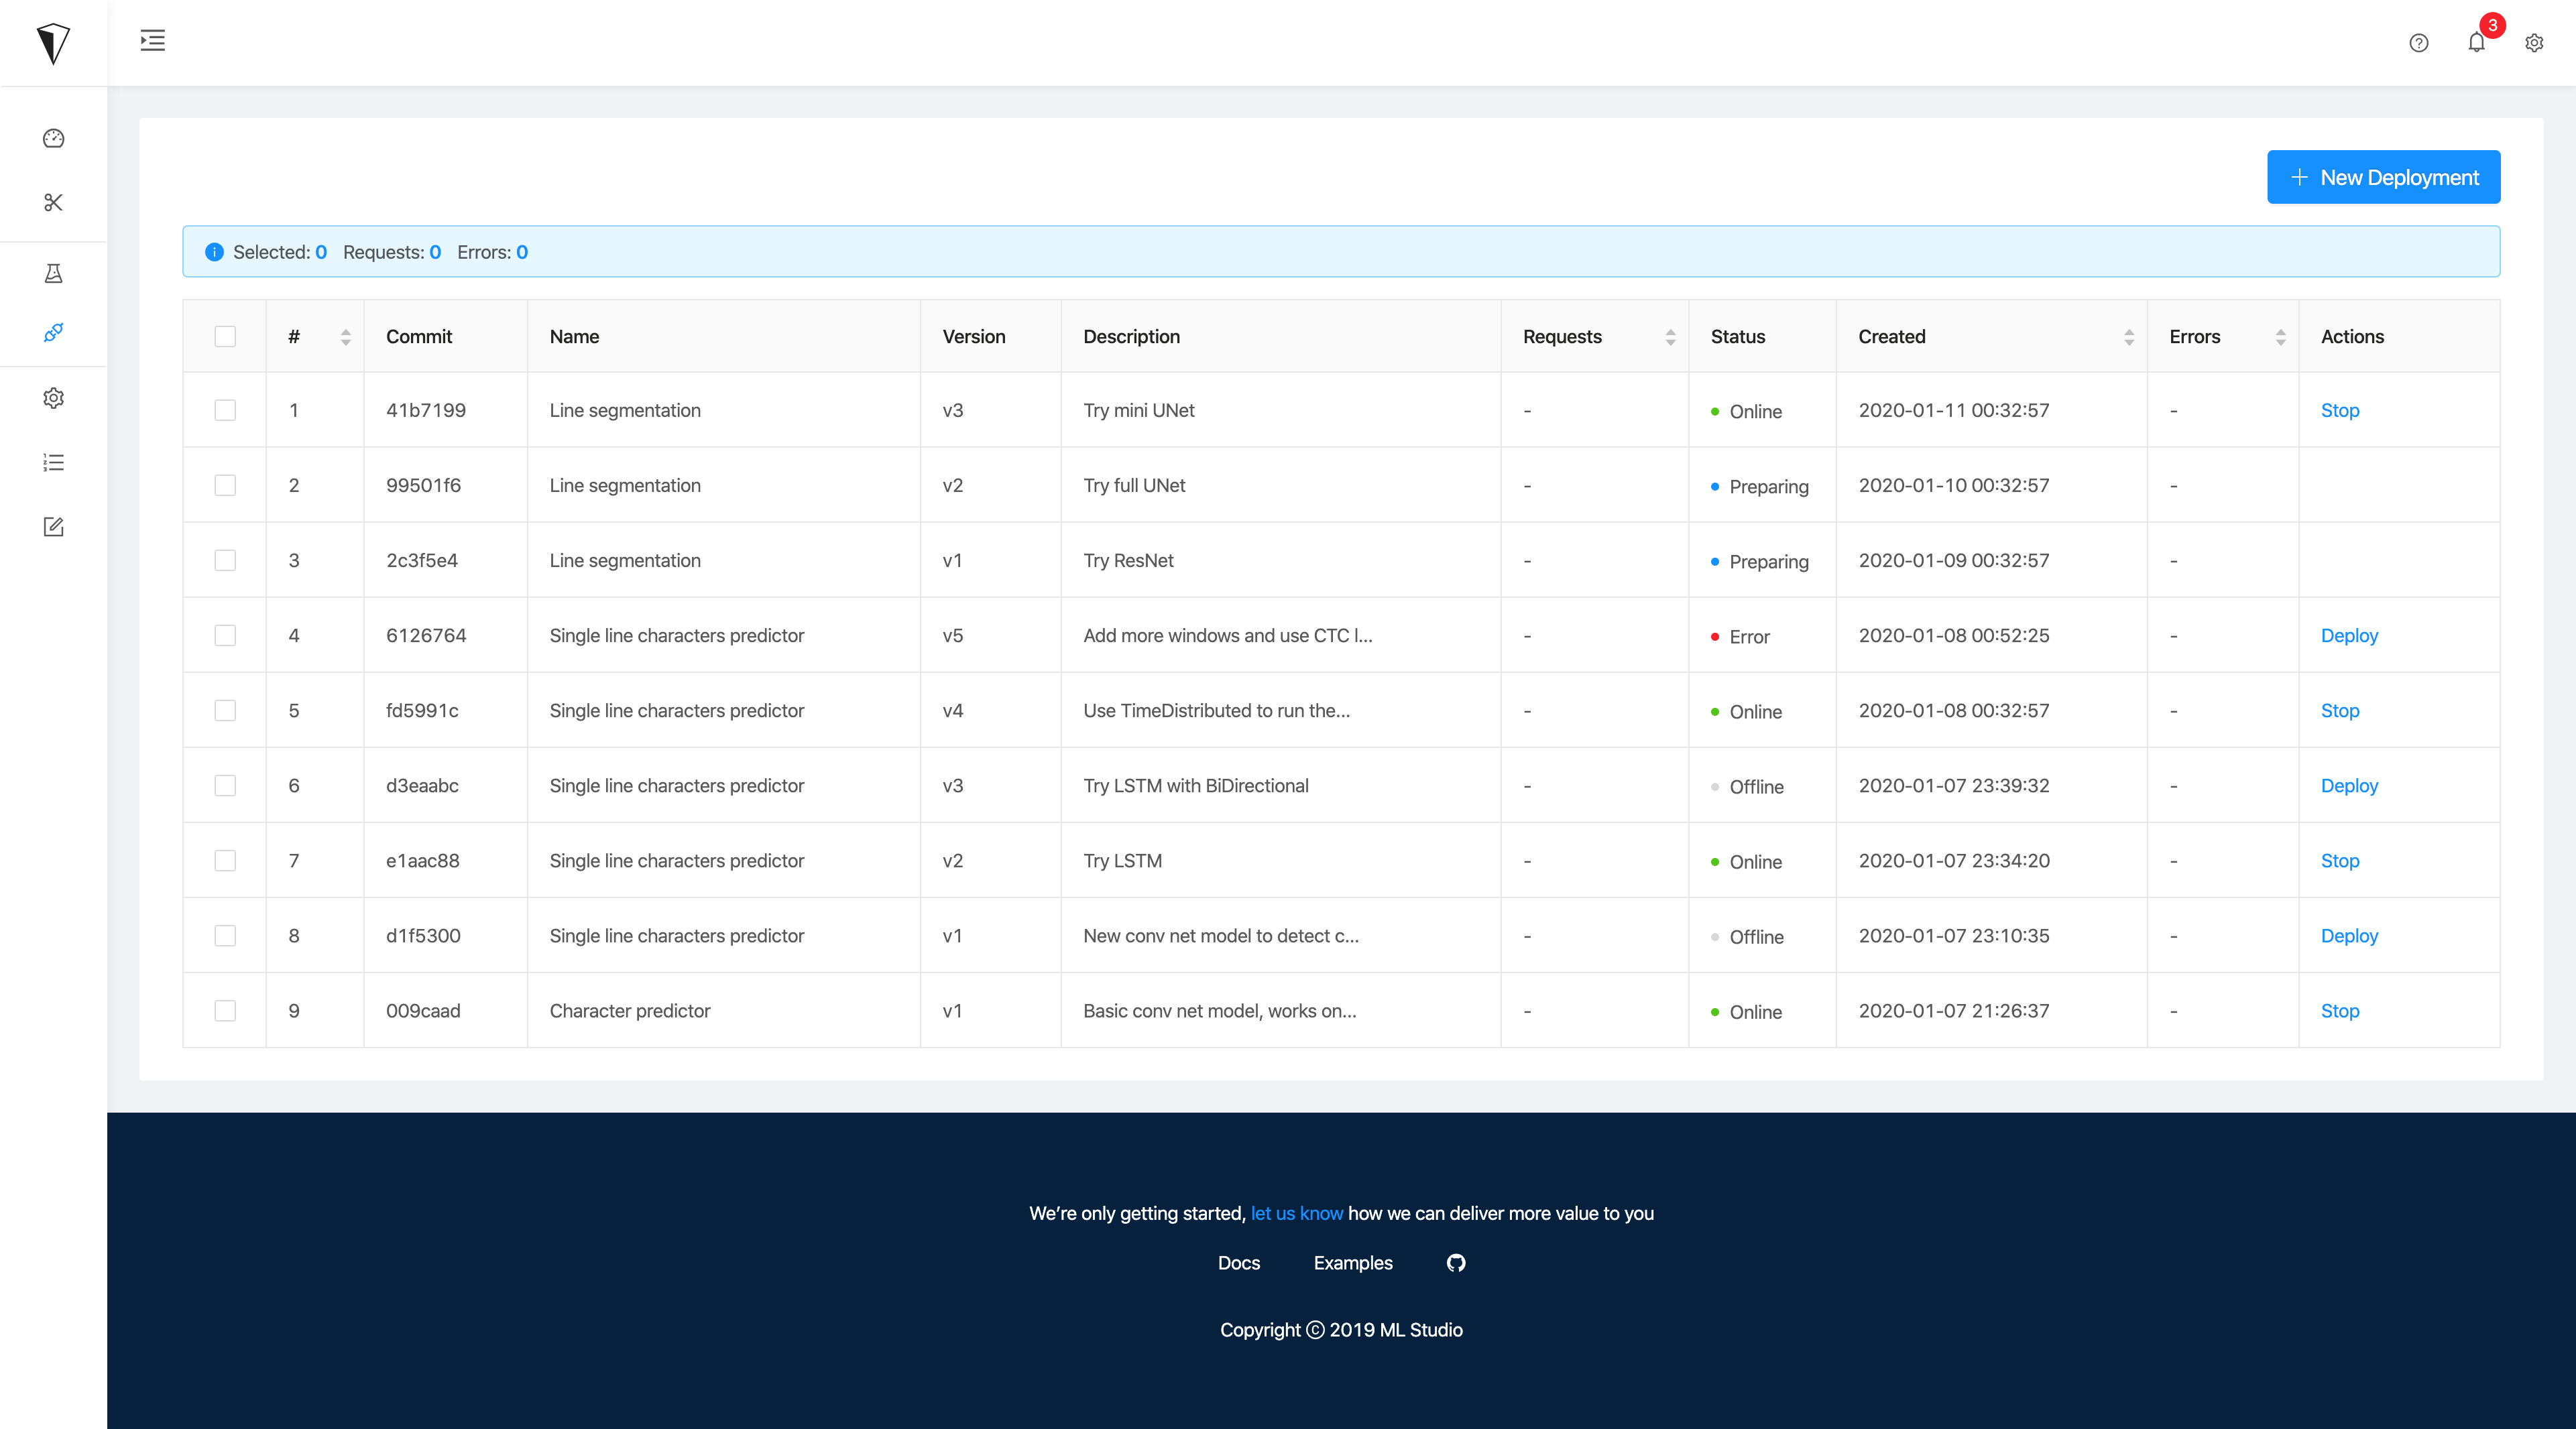 3
+ New Deployment
Selected: 0 Requests: 0 Errors: 0
# Commit Name Version Description Requests Status Created Errors Actions
1 41b7199 Line segmentation v3 Try mini UNet - Online 2020-01-11 00:32:57 - Stop
2 99501f6 Line segmentation v2 Try full UNet - Preparing 2020-01-10 00:32:57 -
3 2c3f5e4 Line segmentation v1 Try ResNet - Preparing 2020-01-09 00:32:57 -
4 6126764 Single line characters predictor v5 Add more windows and use CTC l... - Error 2020-01-08 00:52:25 - Deploy
5 fd5991c Single line characters predictor v4 Use TimeDistributed to run the... - Online 2020-01-08 00:32:57 - Stop
6 d3eaabc Single line characters predictor v3 Try LSTM with BiDirectional - Offline 2020-01-07 23:39:32 - Deploy
7 e1aac88 Single line characters predictor v2 Try LSTM - Online 2020-01-07 23:34:20 - Stop
8 d1f5300 Single line characters predictor v1 New conv net model to detect c... - Offline 2020-01-07 23:10:35 - Deploy
9 009caad Character predictor v1 Basic conv net model, works on... - Online 2020-01-07 21:26:37 - Stop
We’re only getting started, let us know how we can deliver more value to you
Docs Examples
Copyright © 2019 ML Studio